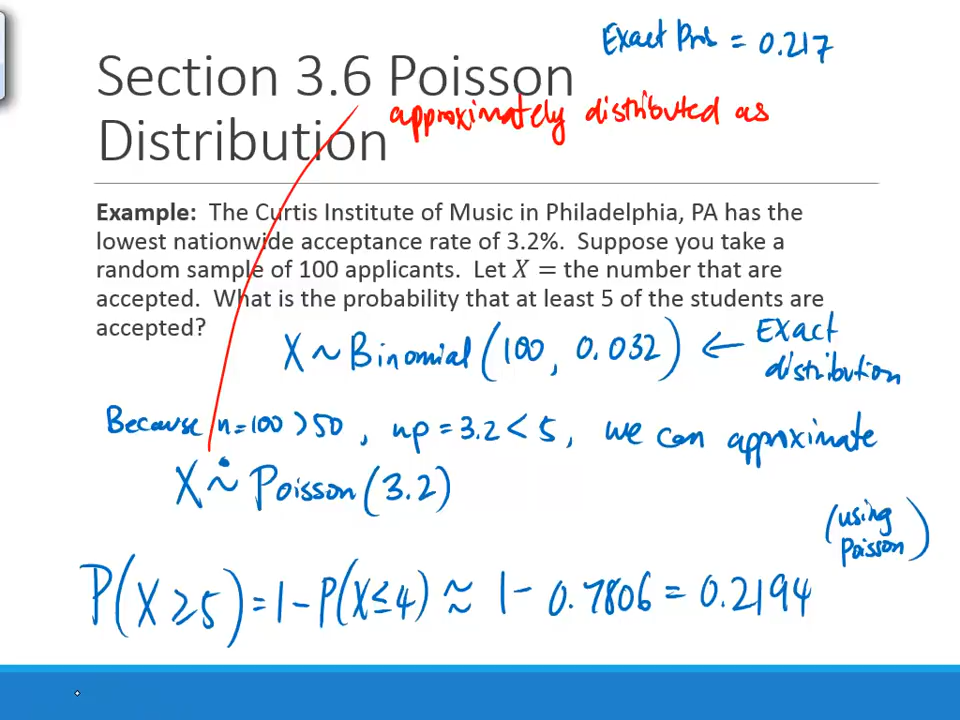 Exact Prob = 0.217
Section 3.6 Poisson
Distribution
approximately distributed as
Example: The Curtis Institute of Music in Philadelphia, PA has the
lowest nationwide acceptance rate of 3.2%. Suppose you take a
random sample of 100 applicants. Let X = the number that are
accepted. What is the probability that at least 5 of the students are
accepted?
X ~ Binomial (100, 0.032) ← Exact
distribution
Because n=100 > 50, np = 3.2 < 5, we can approximate
X ∻ Poisson (3.2)
(using
Poisson)
P(X ≥ 5) = 1 - P(X ≤ 4) ≈ 1 - 0.7806 = 0.2194